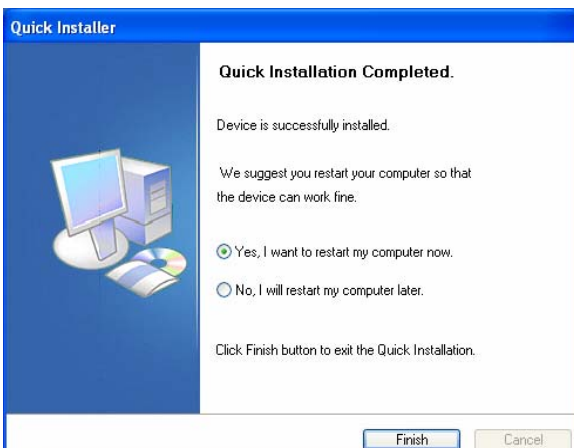 Quick Installer
Quick Installation Completed.
Device is successfully installed.
We suggest you restart your computer so that
the device can work fine.
Yes, I want to restart my computer now.
No, I will restart my computer later.
Click Finish button to exit the Quick Installation.
Finish
Cancel